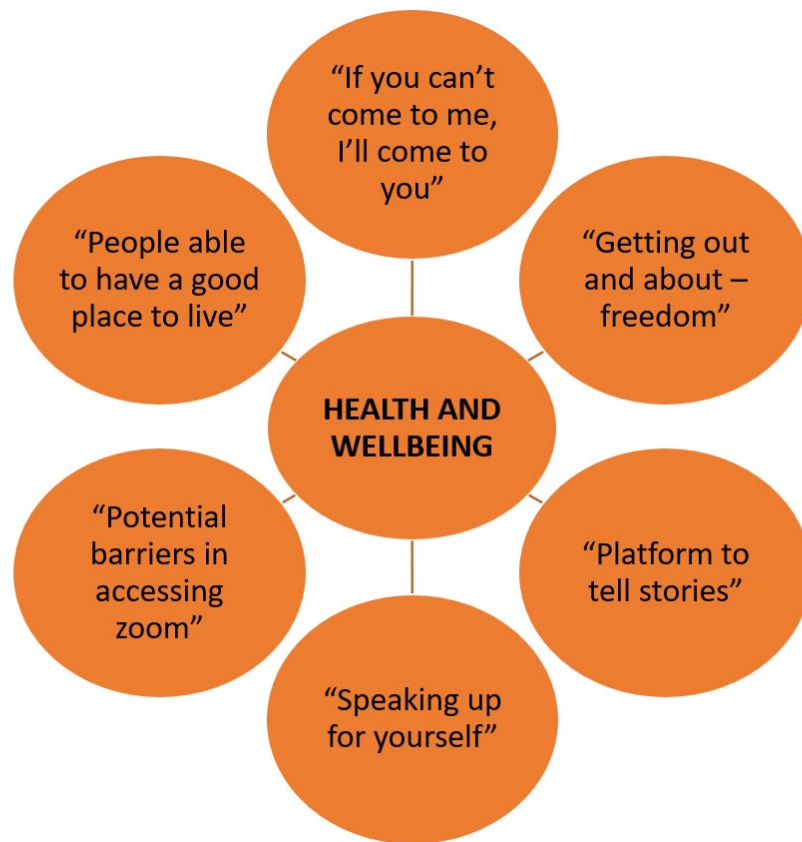 “If you can’t
come to me,
I’ll come to
you”
“Getting out
and about –
freedom”
“Platform to
tell stories”
“Speaking up
for yourself”
“Potential
barriers in
accessing
zoom”
“People able
to have a good
place to live”
HEALTH AND
WELLBEING